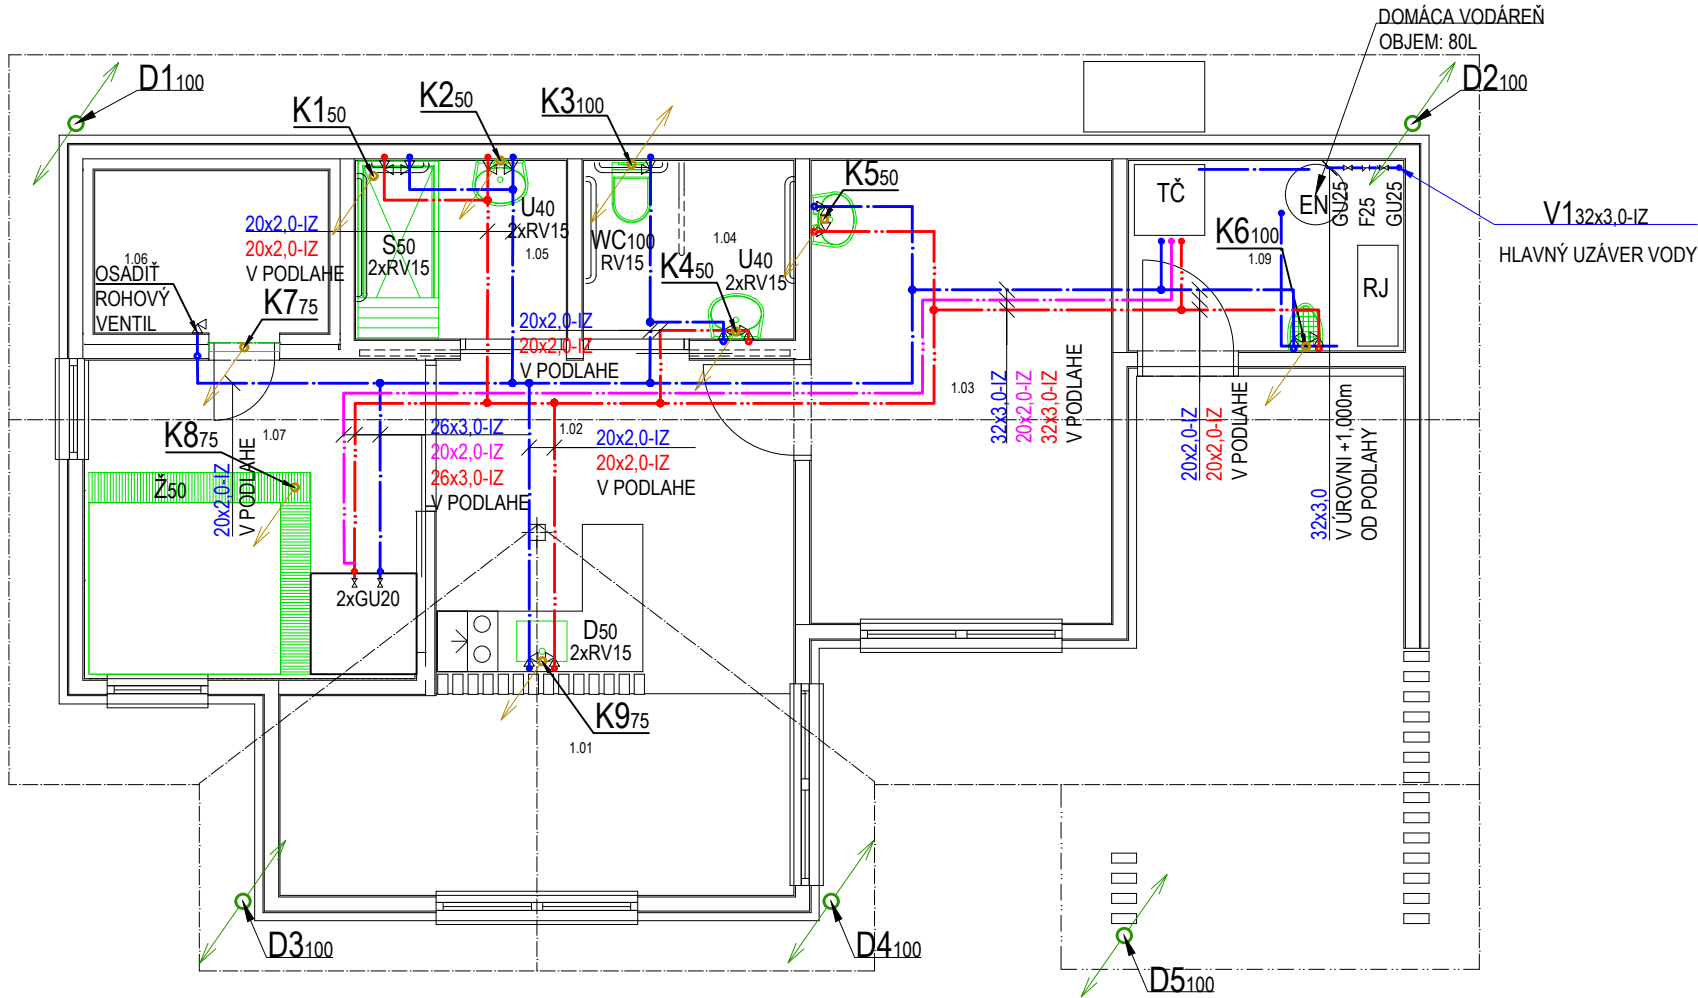 DOMÁCA VODÁREŇ
OBJEM: 80L
D1100
K150
K250
K3100
D2100
K550
TČ
EN
GU25
F25
GU25
V132x3,0-IZ
HLAVNÝ UZÁVER VODY
U40
2xRV15
1.05
20x2,0-IZ
20x2,0-IZ
V PODLAHE
S50
2xRV15
WC100
RV15
1.04
U40
2xRV15
K450
K6100
1.09
RJ
1.06
OSADIŤ
ROHOVÝ
VENTIL
K775
20x2,0-IZ
20x2,0-IZ
V PODLAHE
1.03
32x3,0-IZ
20x2,0-IZ
32x3,0-IZ
V PODLAHE
20x2,0-IZ
20x2,0-IZ
V PODLAHE
32x3,0
V ÚROVNI +1,000m
OD PODLAHY
K875
1.07
26x3,0-IZ
20x2,0-IZ
26x3,0-IZ
V PODLAHE
1.02
20x2,0-IZ
20x2,0-IZ
V PODLAHE
Ž50
20x2,0-IZ
V PODLAHE
2xGU20
D50
2xRV15
K975
1.01
D3100
D4100
D5100